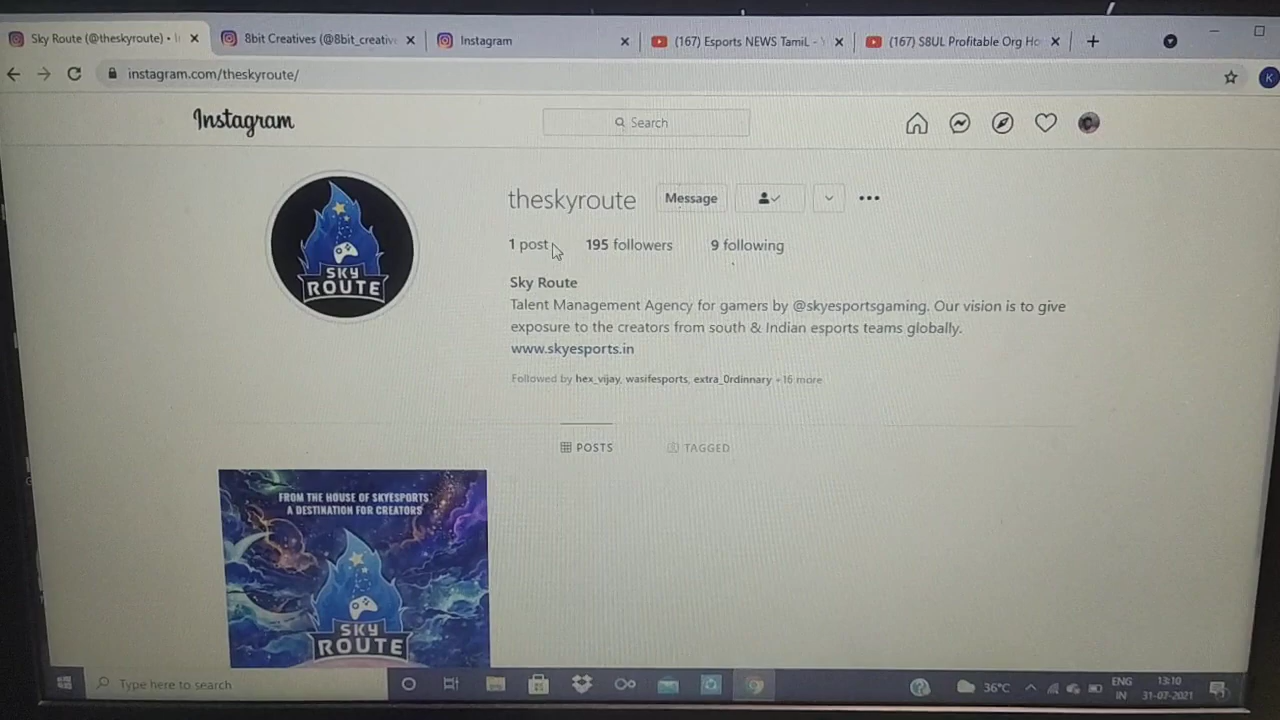 Sky Route (@theskyroute) • I
8bit Creatives (@8bit_creativ
Instagram
(167) Esports NEWS TamiL -
(167) S8UL Profitable Org Ho
instagram.com/theskyroute/
K
Instagram
Search
theskyroute
Message
1 post
195 followers
9 following
Sky Route
Talent Management Agency for gamers by @skyesportsgaming. Our vision is to give
exposure to the creators from south & Indian esports teams globally.
www.skyesports.in
Followed by hex_vijay, wasifesports, extra_0rdinnary + 16 more
SKY
ROUTE
POSTS
TAGGED
FROM THE HOUSE OF SKYESPORTS
A DESTINATION FOR CREATORS
SKY
ROUTE
Type here to search
36°C
ENG
IN
13:10
31-07-2021